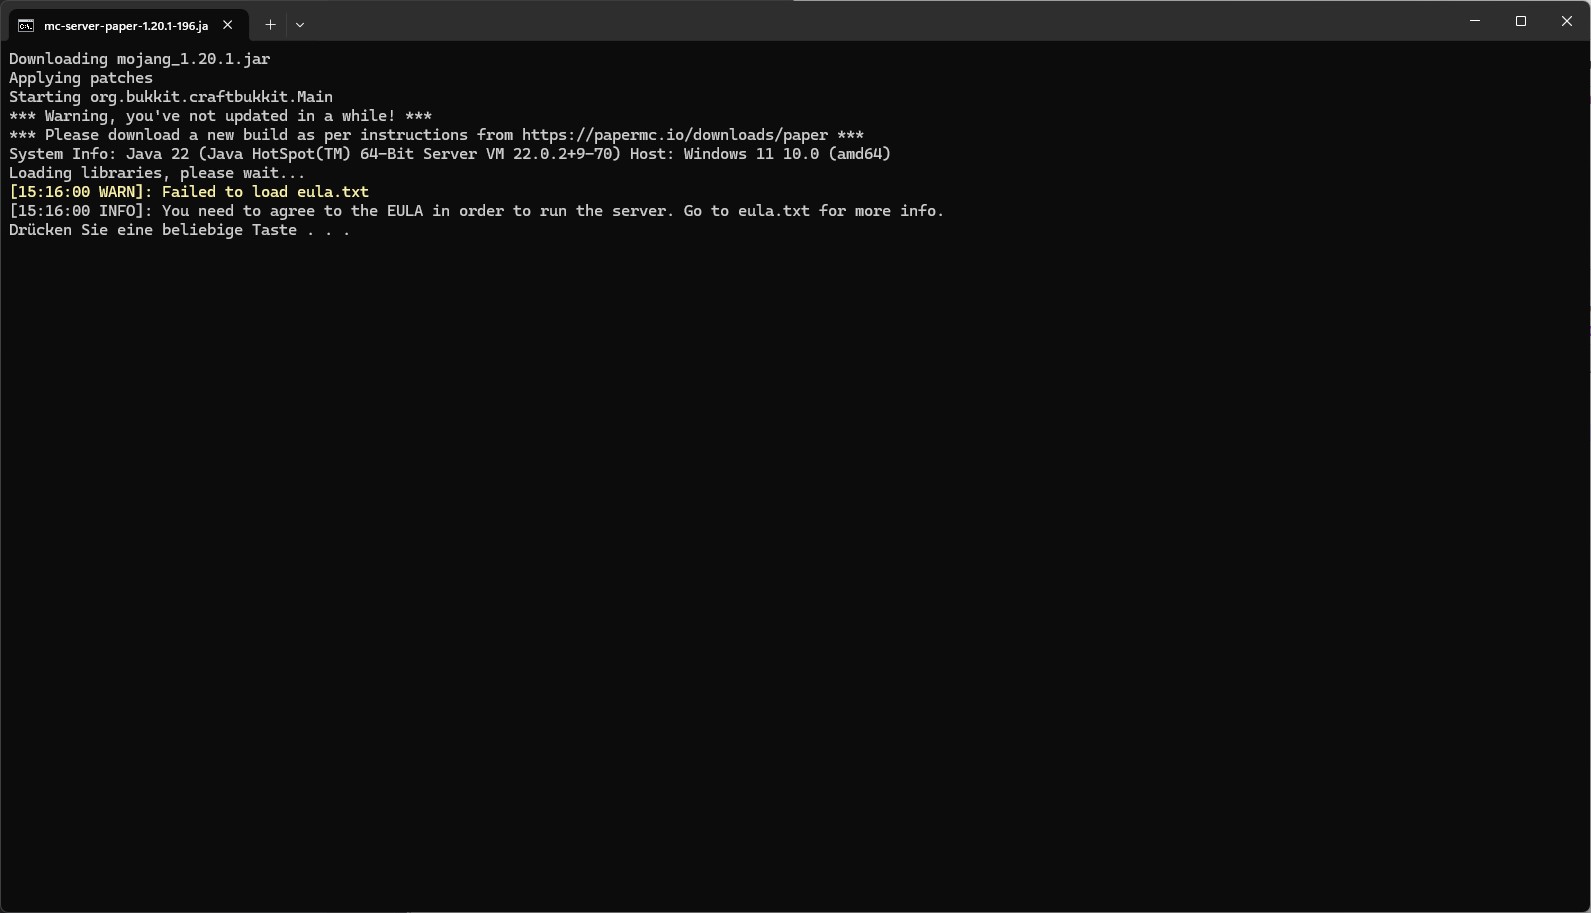 mc-server-paper-1.20.1-196.ja
Downloading mojang_1.20.1.jar
Applying patches
Starting org.bukkit.craftbukkit.Main
*** Warning, you've not updated in a while! ***
*** Please download a new build as per instructions from https://papermc.io/downloads/paper ***
System Info: Java 22 (Java HotSpot(TM) 64-Bit Server VM 22.0.2+9-70) Host: Windows 11 10.0 (amd64)
Loading libraries, please wait...
[15:16:00 WARN]: Failed to load eula.txt
[15:16:00 INFO]: You need to agree to the EULA in order to run the server. Go to eula.txt for more info.
Drücken Sie eine beliebige Taste . . .